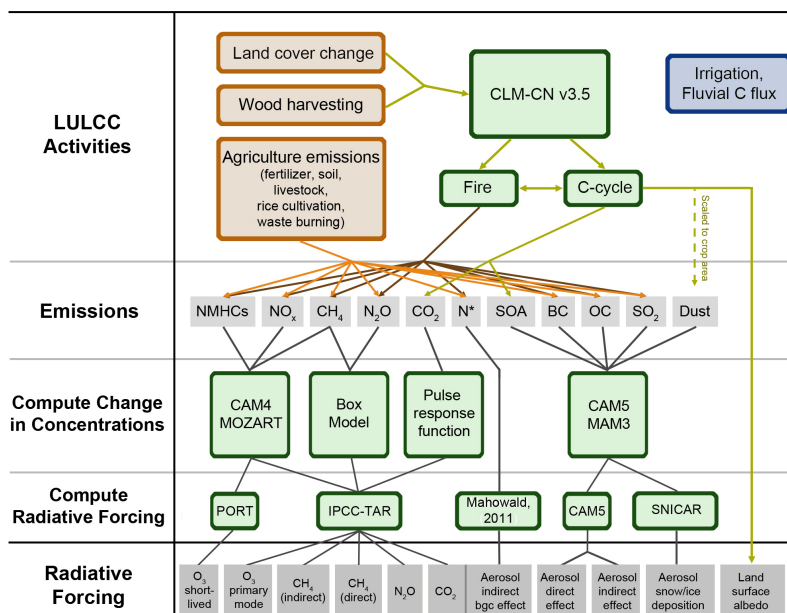 LULCC
Activities
Land cover change
Wood harvesting
Agriculture emissions
(fertilizer, soil,
livestock,
rice cultivation,
waste burning)
CLM-CN v3.5
Irrigation,
Fluvial C flux
Fire
C-cycle
Scaled to crop area
Emissions
NMHCs
NOx
CH4
N2O
CO2
N*
SOA
BC
OC
SO2
Dust
Compute Change
in Concentrations
CAM4
MOZART
Box
Model
Pulse
response
function
CAM5
MAM3
Compute
Radiative Forcing
PORT
IPCC-TAR
Mahowald,
2011
CAM5
SNICAR
Radiative
Forcing
O3
short-
lived
O3
primary
mode
CH4
(indirect)
CH4
(direct)
N2O
CO2
Aerosol
indirect
bgc effect
Aerosol
direct
effect
Aerosol
indirect
effect
Aerosol
snow/ice
deposition
Land
surface
albedo